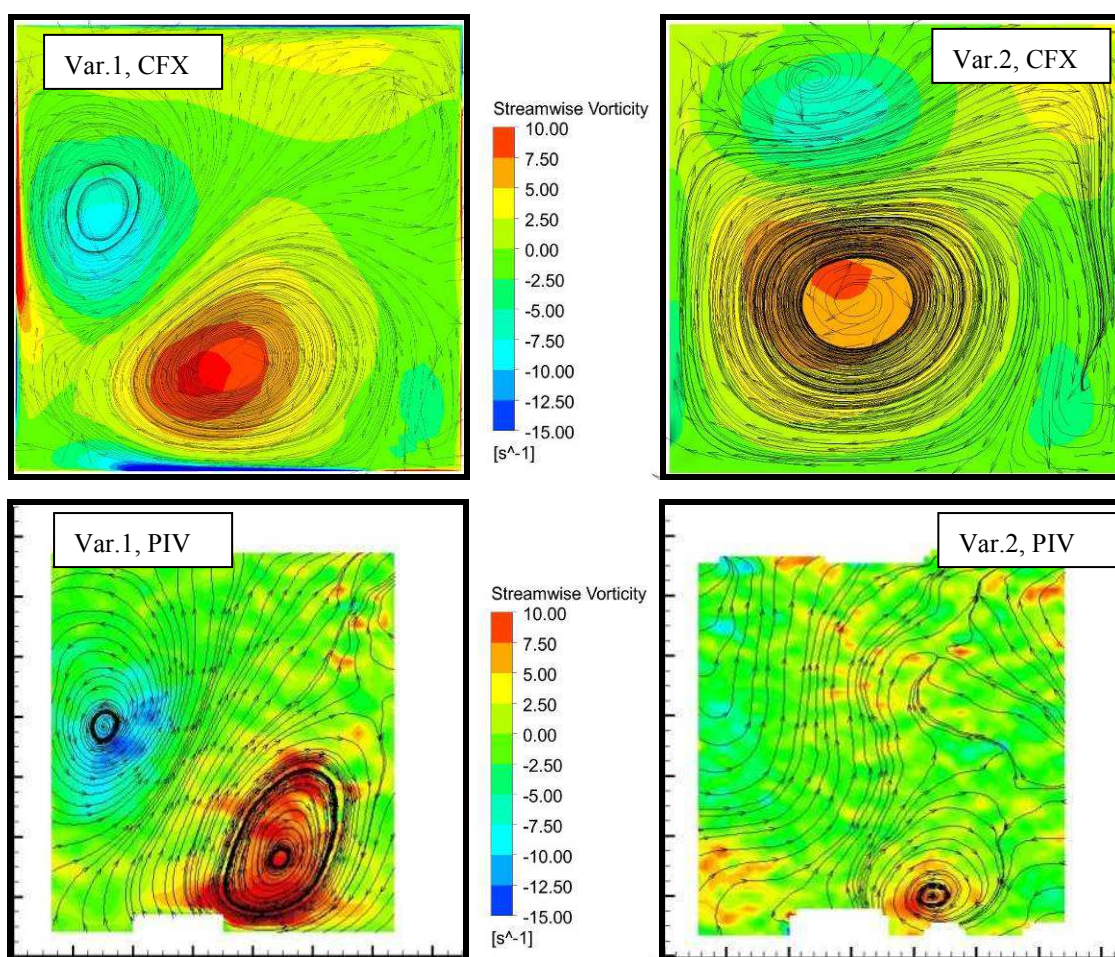 Var.1, CFX
Var.2, CFX
Streamwise Vorticity
10.00
7.50
5.00
2.50
0.00
-2.50
-5.00
-7.50
-10.00
-12.50
-15.00
[s^-1]
Var.1, PIV
Var.2, PIV
Streamwise Vorticity
10.00
7.50
5.00
2.50
0.00
-2.50
-5.00
-7.50
-10.00
-12.50
-15.00
[s^-1]